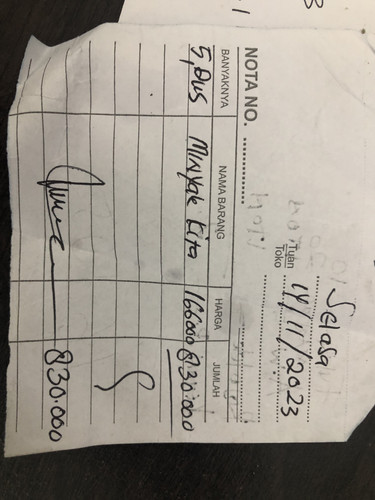 Selasa
14/11/2023
Tuan
Toko
NOTA NO.
BANYAKNYA NAMA BARANG HARGA JUMLAH
5, Dus Minyak Kita 166000 830.000
830.000